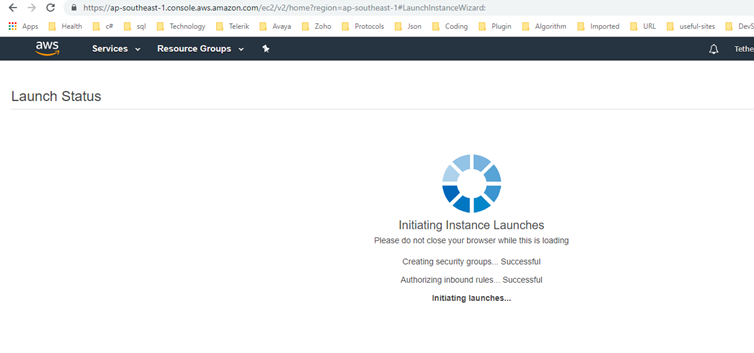 https://ap-southeast-1.console.aws.amazon.com/ec2/v2/home?region=ap-southeast-1#LaunchInstanceWizard:
Apps Health c# sql Technology Telerik Avaya Zoho Protocols Json Coding Plugin Algorithm Imported URL useful-sites DevS
aws Services Resource Groups Tethe
Launch Status
Initiating Instance Launches
Please do not close your browser while this is loading
Creating security groups... Successful
Authorizing inbound rules... Successful
Initiating launches...